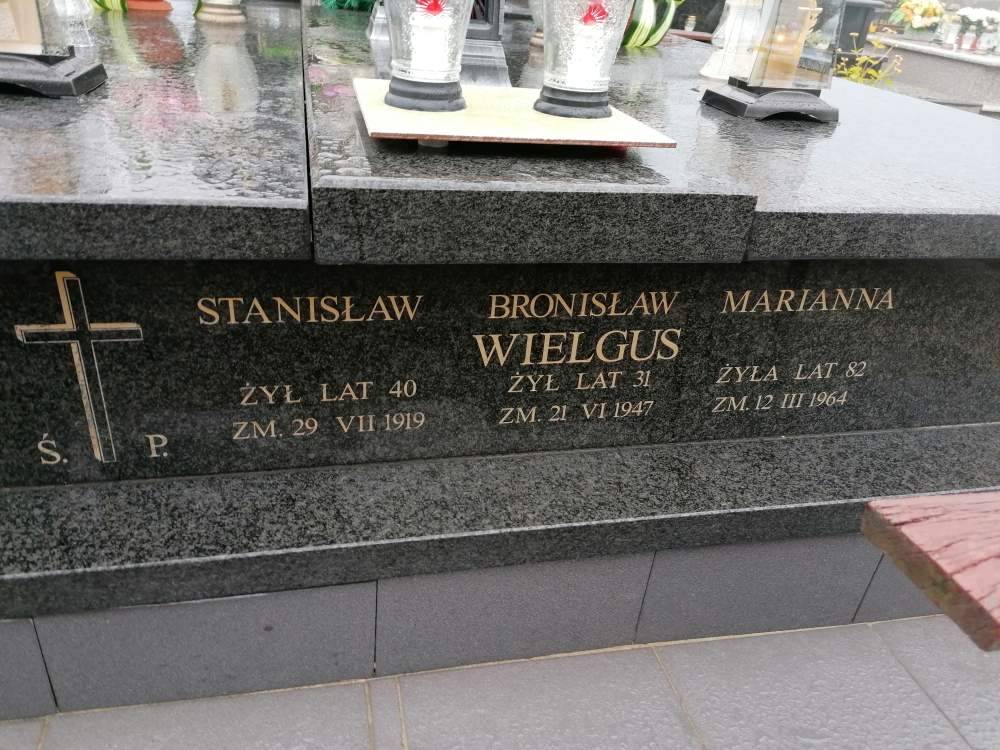 STANISŁAW BRONISŁAW MARIANNA
WIELGUS
ŻYŁ LAT 40 ŻYŁ LAT 31 ŻYŁA LAT 82
ZM. 29 VII 1919 ZM. 21 VI 1947 ZM. 12 III 1964
Ś. P.